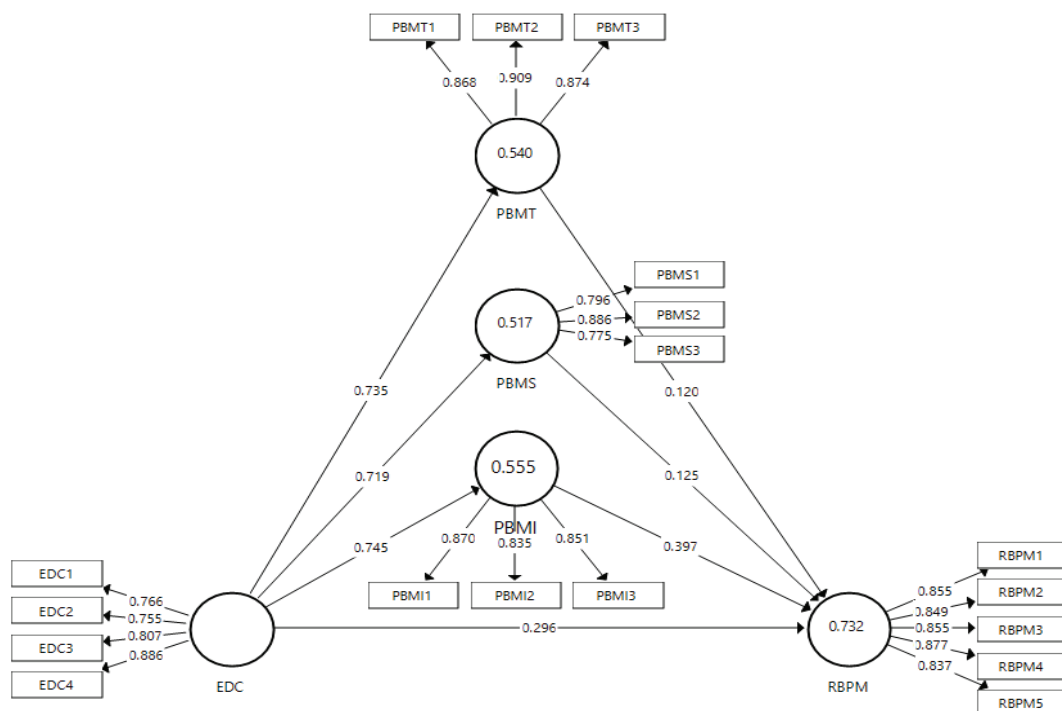 PBMT1 PBMT2 PBMT3
0.868 0.909 0.874
0.540
PBMT
PBMS1
0.796
PBMS2
0.886
0.517
0.775
PBMS3
PBMS
0.735
0.120
0.555
0.719
0.125
PBMI
0.870 0.835 0.851
0.745
0.397
EDC1
RBPM1
0.766
0.855
PBMI1 PBMI2 PBMI3
RBPM2
EDC2
0.755
0.849
0.296
0.732
RBPM3
0.807
0.855
EDC3
0.886
0.877
RBPM4
EDC4
0.837
EDC
RBPM
RBPM5